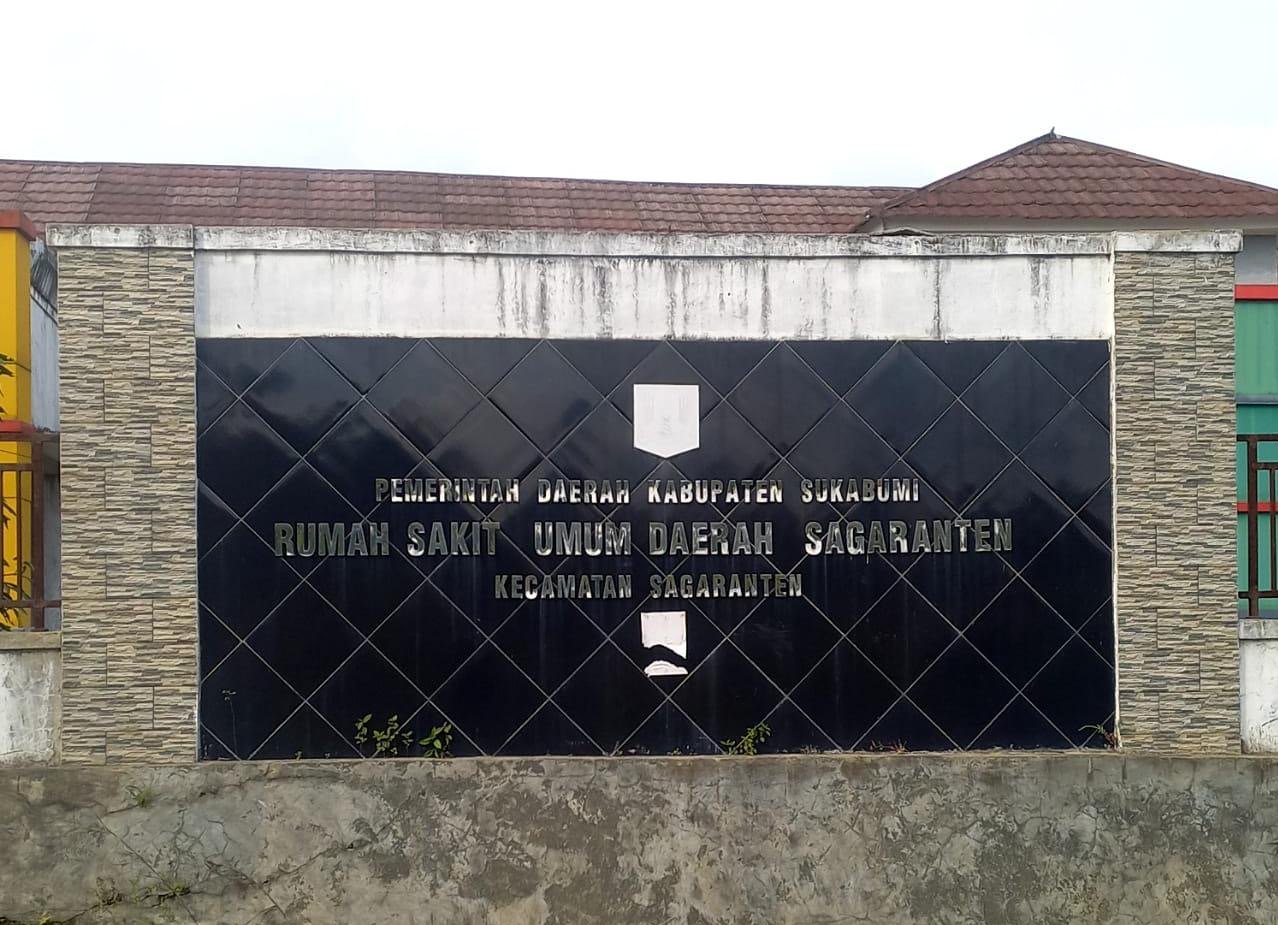 PEMERINTAH DAERAH KABUPATEN SUKABUMI
RUMAH SAKIT UMUM DAERAH SAGARANTEN
KECAMATAN SAGARANTEN